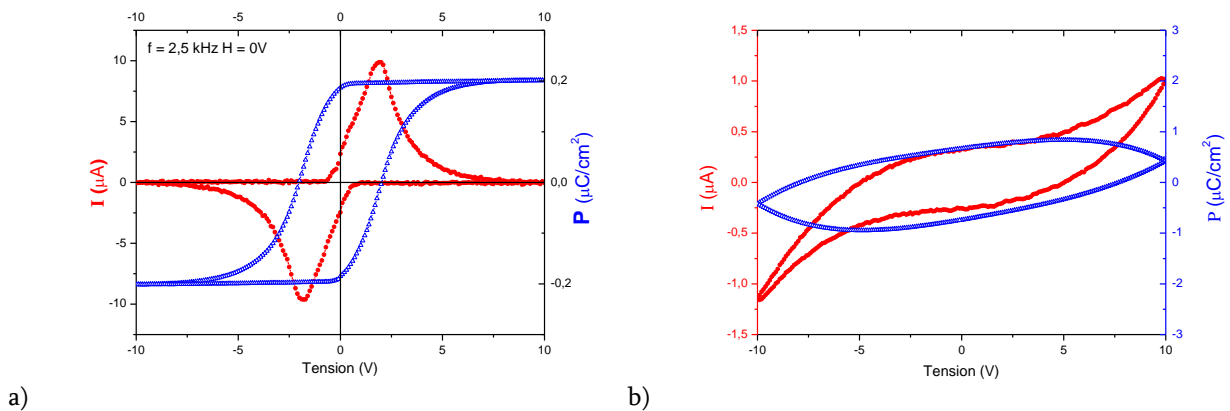 -10 -5 0 5 10
f = 2,5 kHz H = 0V
10
5
0
-5
-10
I (μA)
0,2
0,0
-0,2
P (μC/cm²)
-10 -5 0 5 10
Tension (V)
a)
1,5
1,0
0,5
0,0
-0,5
-1,0
-1,5
I (μA)
3
2
1
0
-1
-2
-3
P (μC/cm²)
-10 -5 0 5 10
Tension (V)
b)